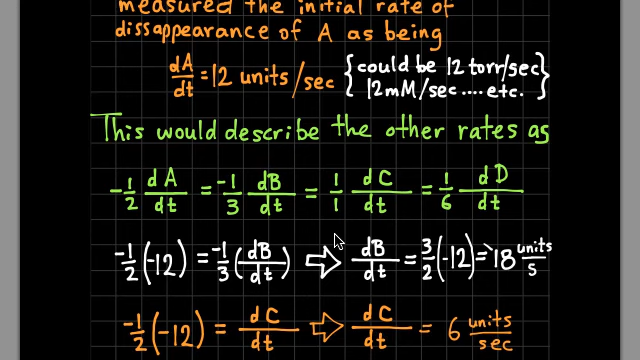 measured the initial rate of
dissappearance of A as being
dA/dt = 12 units/sec {could be 12 torr/sec
12mM/sec .... etc.}
This would describe the other rates as
-1/2 dA/dt = -1/3 dB/dt = 1/1 dC/dt = 1/6 dD/dt
-1/2 (-12) = -1/3 (dB/dt) ⇨ dB/dt = 3/2 (-12) = -18 units/s
-1/2 (-12) = dC/dt ⇨ dC/dt = 6 units/sec